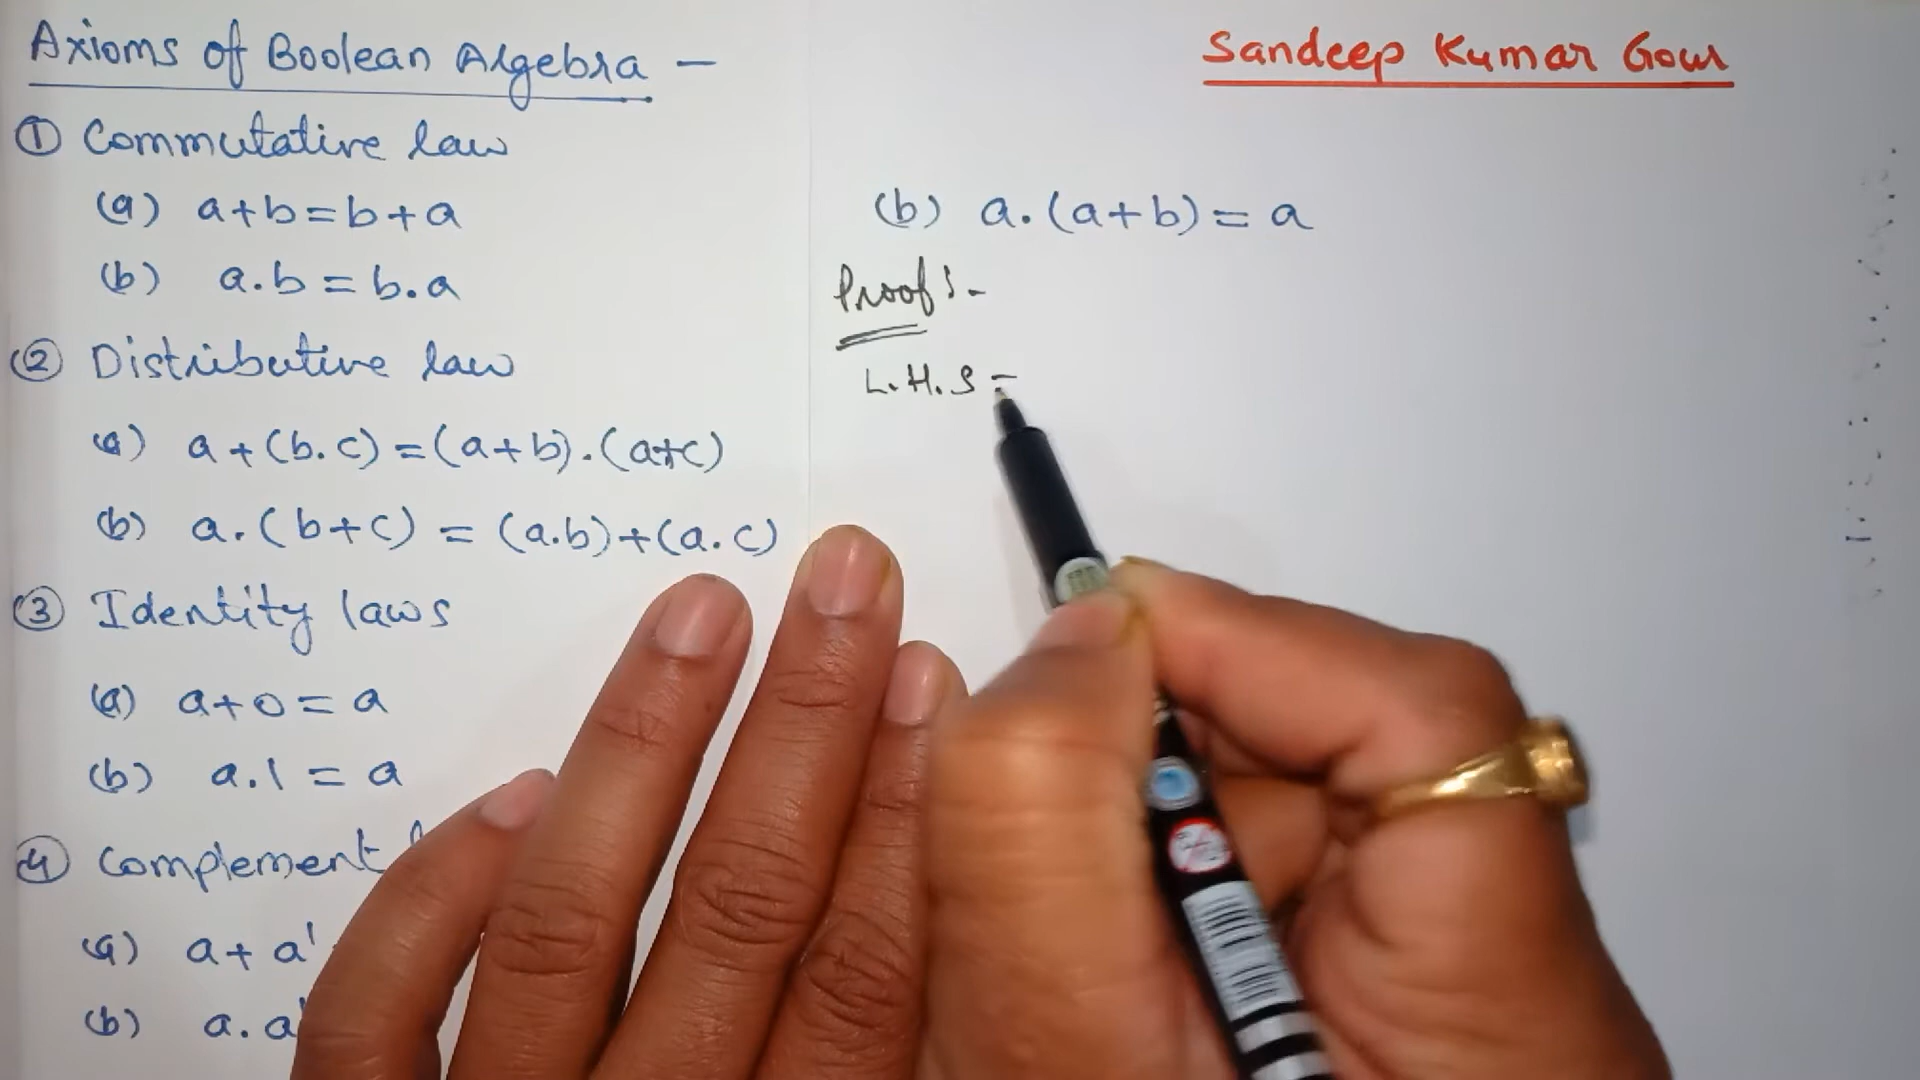 Axioms of Boolean Algebra -
① Commutative law
(a) a+b=b+a
(b) a.b=b.a
② Distributive law
(a) a+(b.c)=(a+b).(a+c)
(b) a.(b+c)=(a.b)+(a.c)
③ Identity laws
(a) a+0=a
(b) a.1=a
④ Complement
(a) a+a'
(b) a.a'
Sandeep Kumar Gour
(b) a.(a+b)=a
Proof:-
L.H.S =